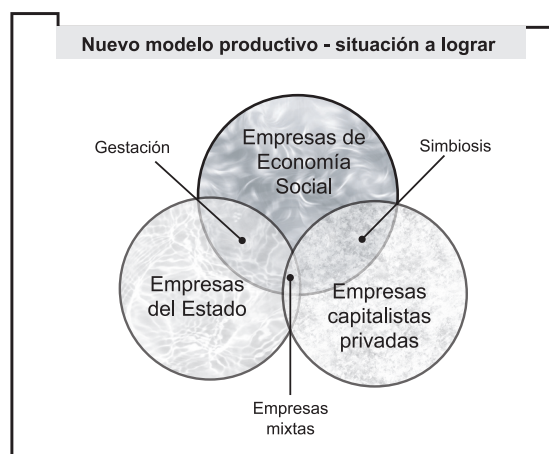 Nuevo modelo productivo - situación a lograr
Gestación
Empresas de
Economía
Social
Simbiosis
Empresas
del Estado
Empresas
capitalistas
privadas
Empresas
mixtas